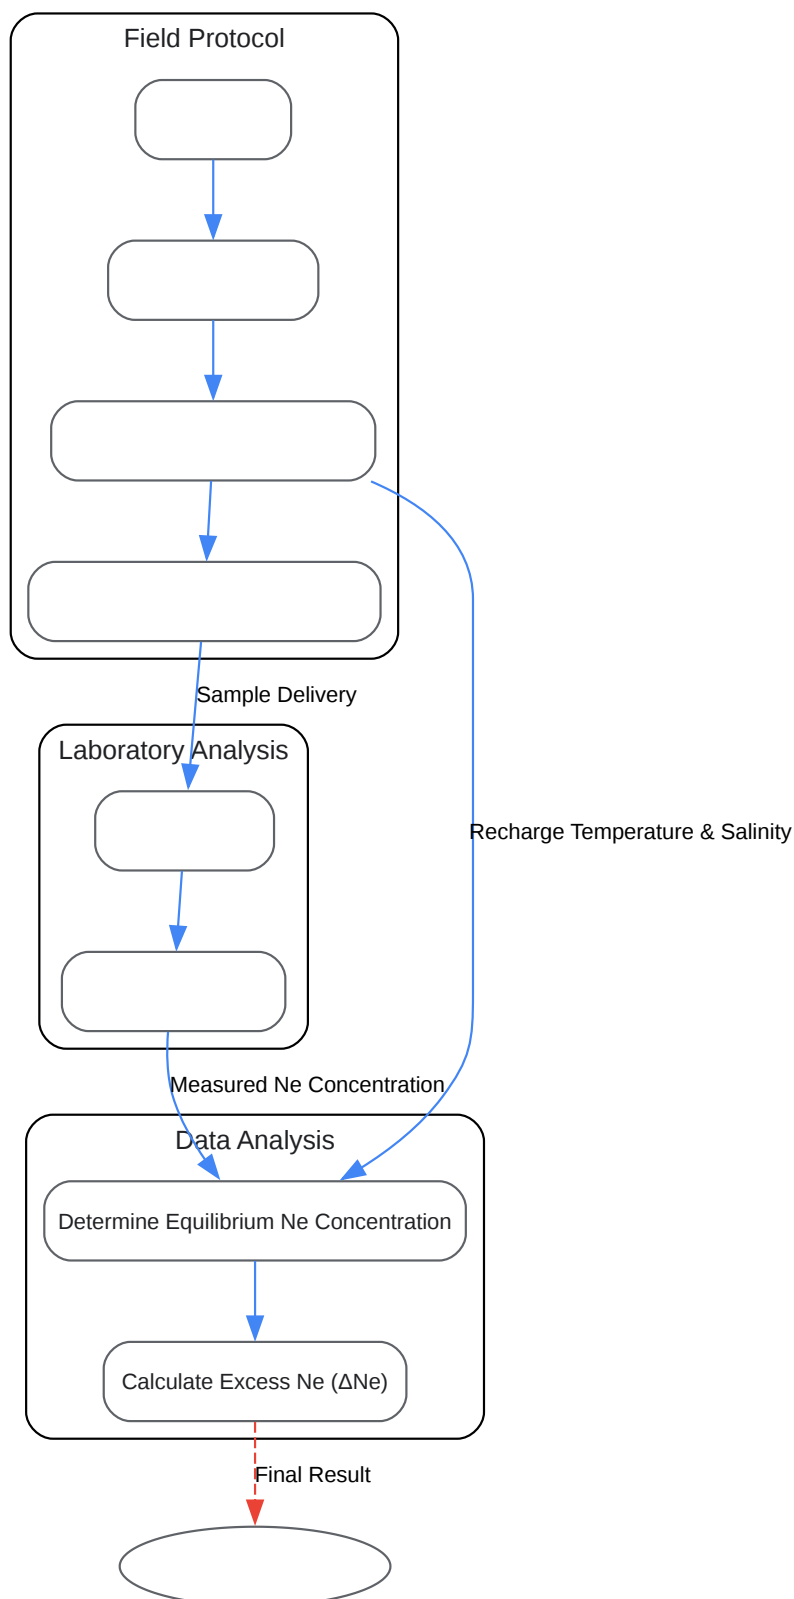 Field Protocol
Sample Delivery
Laboratory Analysis
Recharge Temperature & Salinity
Measured Ne Concentration
Data Analysis
Determine Equilibrium Ne Concentration
Calculate Excess Ne (ΔNe)
Final Result